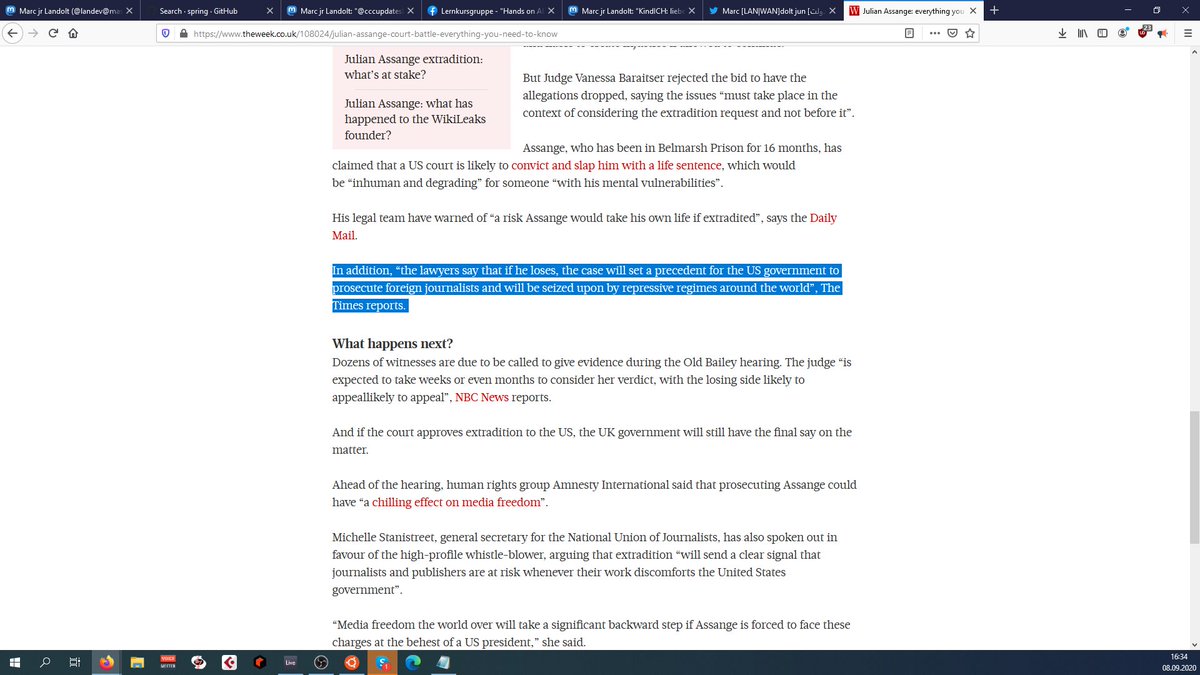 Marc jr Landolt (@landev@ma
Search · spring · GitHub
Marc jr Landolt: "@cccupdates
Lernkursgruppe - "Hands on A
Marc jr Landolt: "KindICH: liebe
Marc [LAN|WAN]dolt jun
Julian Assange: everything you
https://www.theweek.co.uk/108024/julian-assange-court-battle-everything-you-need-to-know
Julian Assange extradition:
what's at stake?
Julian Assange: what has
happened to the WikiLeaks
founder?
But Judge Vanessa Baraitser rejected the bid to have the
allegations dropped, saying the issues “must take place in the
context of considering the extradition request and not before it”.
Assange, who has been in Belmarsh Prison for 16 months, has
claimed that a US court is likely to convict and slap him with a life sentence, which would
be “inhuman and degrading” for someone “with his mental vulnerabilities”.
His legal team have warned of “a risk Assange would take his own life if extradited”, says the Daily
Mail.
In addition, “the lawyers say that if he loses, the case will set a precedent for the US government to
prosecute foreign journalists and will be seized upon by repressive regimes around the world”, The
Times reports.
What happens next?
Dozens of witnesses are due to be called to give evidence during the Old Bailey hearing. The judge “is
expected to take weeks or even months to consider her verdict, with the losing side likely to
appeallikely to appeal”, NBC News reports.
And if the court approves extradition to the US, the UK government will still have the final say on the
matter.
Ahead of the hearing, human rights group Amnesty International said that prosecuting Assange could
have “a chilling effect on media freedom”.
Michelle Stanistreet, general secretary for the National Union of Journalists, has also spoken out in
favour of the high-profile whistle-blower, arguing that extradition “will send a clear signal that
journalists and publishers are at risk whenever their work discomforts the United States
government”.
“Media freedom the world over will take a significant backward step if Assange is forced to face these
charges at the behest of a US president,” she said.
Live
16:34
08.09.2020